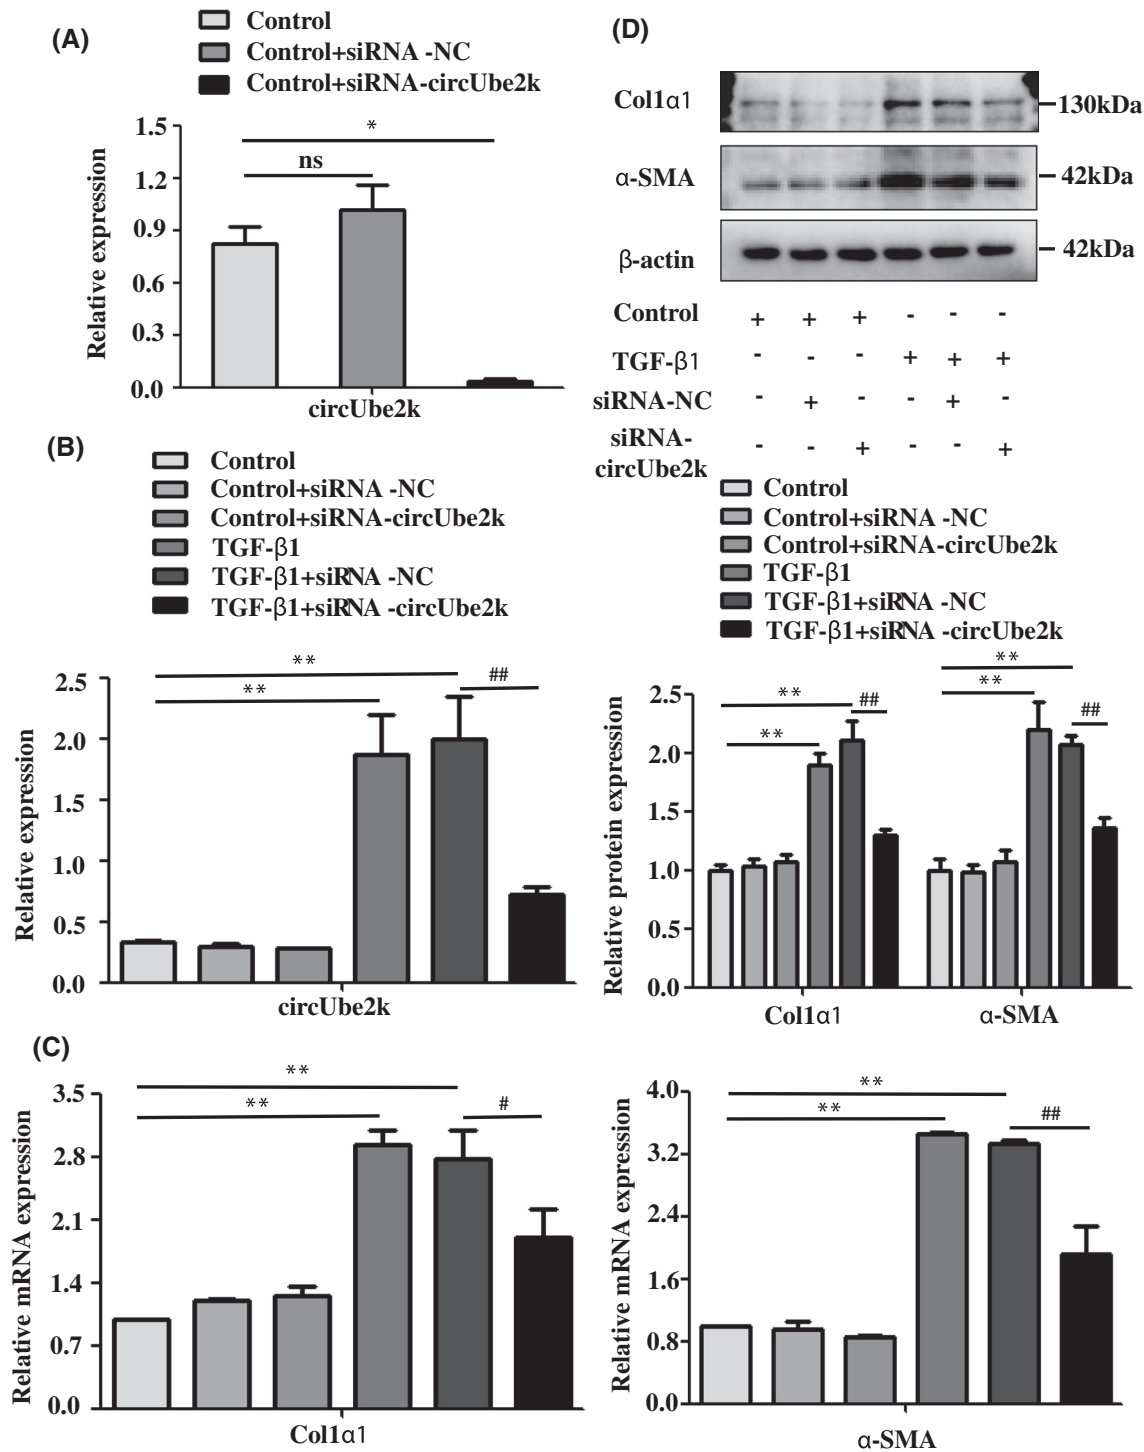 (A)
Control
Control+siRNA -NC
Control+siRNA-circUbe2k
Relative expression
1.5
1.2
0.9
0.6
0.3
0.0
*
ns
circUbe2k
(B)
Control
Control+siRNA -NC
Control+siRNA-circUbe2k
TGF-β1
TGF-β1+siRNA -NC
TGF-β1+siRNA -circUbe2k
Relative expression
2.5
2.0
1.5
1.0
0.5
0.0
**
**
##
circUbe2k
(C)
Relative mRNA expression
3.5
2.8
2.1
1.4
0.7
0.0
**
**
#
Col1α1
Relative mRNA expression
4.0
3.2
2.4
1.6
0.8
0.0
**
**
##
α-SMA
(D)
Col1α1 130kDa
α-SMA 42kDa
β-actin 42kDa
Control + + + - - -
TGF-β1 - - - + + +
siRNA-NC - + - - + -
siRNA-
circUbe2k - - + - - +
Control
Control+siRNA -NC
Control+siRNA-circUbe2k
TGF-β1
TGF-β1+siRNA -NC
TGF-β1+siRNA -circUbe2k
Relative protein expression
2.5
2.0
1.5
1.0
0.5
0.0
**
**
##
**
**
##
Col1α1 α-SMA